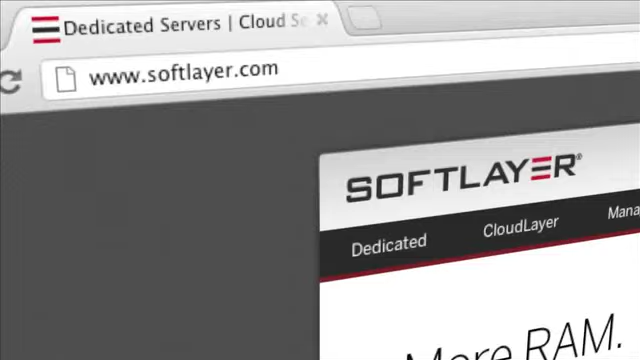 Dedicated Servers | Cloud Se
www.softlayer.com
SOFTLAYER®
Dedicated CloudLayer Mana
More RAM.